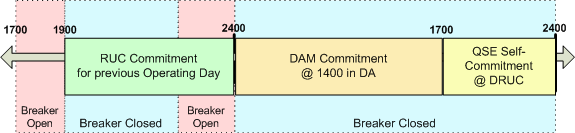 1700 1900 2400 1700 2400
RUC Commitment
for previous Operating Day
DAM Commitment
@ 1400 in DA
QSE Self-
Commitment
@ DRUC
Breaker
Open
Breaker Closed
Breaker
Open
Breaker Closed